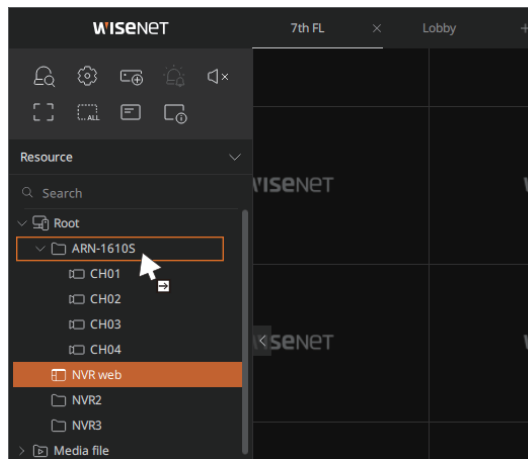 WISENET
7th FL
Lobby
ALL
Resource
Search
Root
ARN-1610S
CH01
CH02
CH03
CH04
NVR web
NVR2
NVR3
Media file
WISENET
WISENET